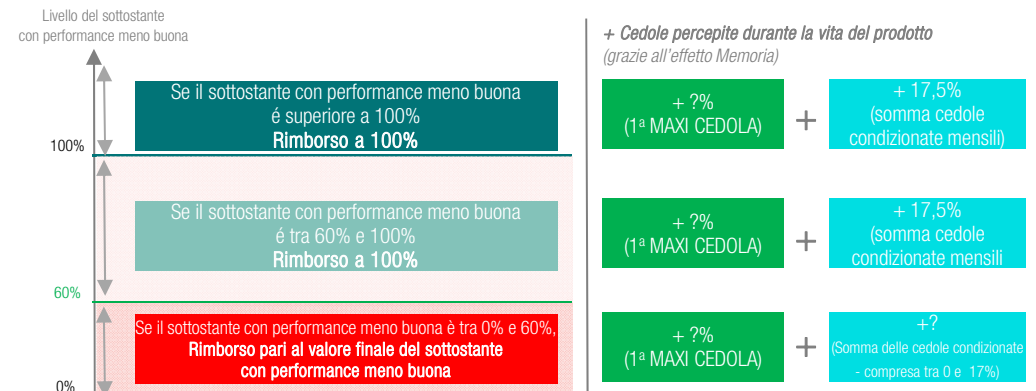 Livello del sottostante
con performance meno buona
+ Cedole percepite durante la vita del prodotto
(grazie all'effetto Memoria)
Se il sottostante con performance meno buona
é superiore a 100%
Rimborso a 100%
+ ?%
(1ª MAXI CEDOLA)
+
+ 17,5%
(somma cedole
condizionate mensili)
100%
Se il sottostante con performance meno buona
é tra 60% e 100%
Rimborso a 100%
+ ?%
(1ª MAXI CEDOLA)
+
+ 17,5%
(somma cedole
condizionate mensili
60%
Se il sottostante con performance meno buona è tra 0% e 60%,
Rimborso pari al valore finale del sottostante
con performance meno buona
+ ?%
(1ª MAXI CEDOLA)
+
+?
(Somma delle cedole condizionate
- compresa tra 0 e 17%)
0%